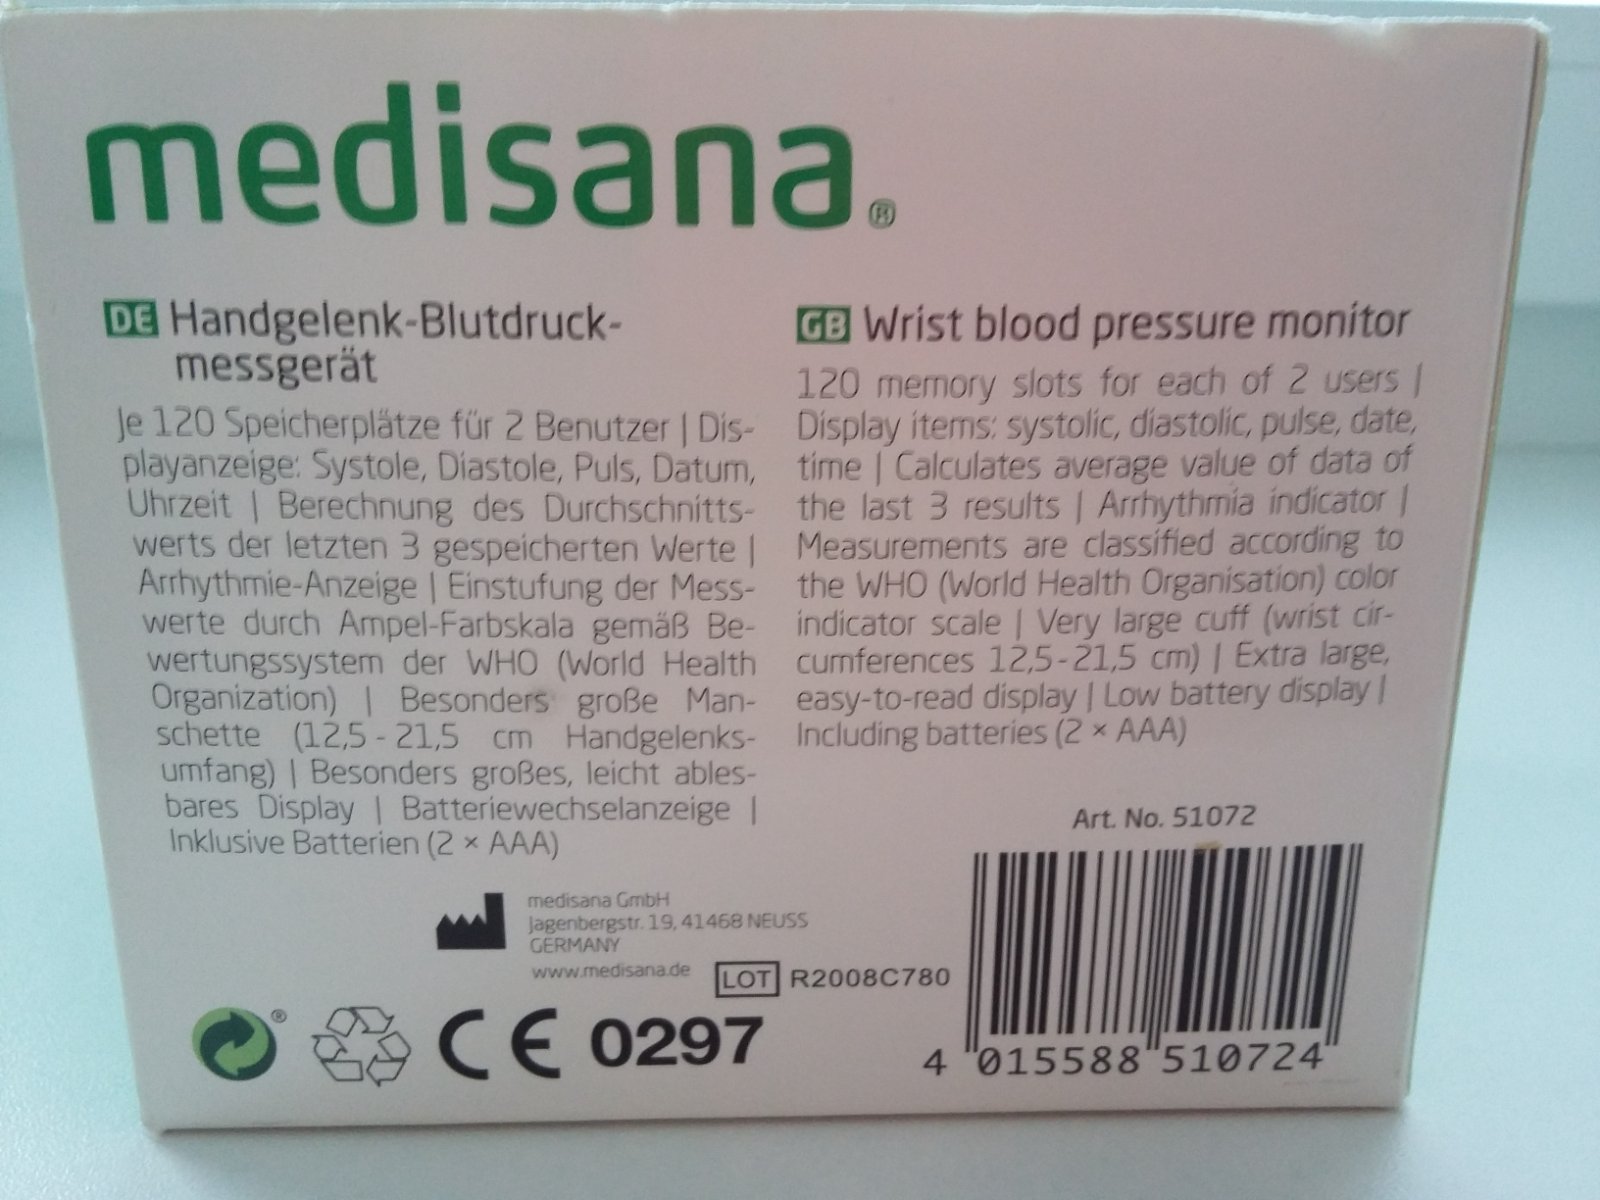 medisana®
DE Handgelenk-Blutdruck-
messgerät
Je 120 Speicherplätze für 2 Benutzer | Dis-
playanzeige: Systole, Diastole, Puls, Datum,
Uhrzeit | Berechnung des Durchschnitts-
werts der letzten 3 gespeicherten Werte |
Arrhythmie-Anzeige | Einstufung der Mess-
werte durch Ampel-Farbskala gemäß Be-
wertungssystem der WHO (World Health
Organization) | Besonders große Man-
schette (12,5 - 21,5 cm Handgelenks-
umfang) | Besonders großes, leicht ables-
bares Display | Batteriewechselanzeige |
Inklusive Batterien (2 × AAA)
GB Wrist blood pressure monitor
120 memory slots for each of 2 users |
Display items: systolic, diastolic, pulse, date,
time | Calculates average value of data of
the last 3 results | Arrhythmia indicator |
Measurements are classified according to
the WHO (World Health Organisation) color
indicator scale | Very large cuff (wrist cir-
cumferences 12,5-21,5 cm) | Extra large,
easy-to-read display | Low battery display |
Including batteries (2 × AAA)
Art. No. 51072
medisana GmbH
Jagenbergstr. 19, 41468 NEUSS
GERMANY
www.medisana.de
LOT R2008C780
® CE 0297
4 015588 510724